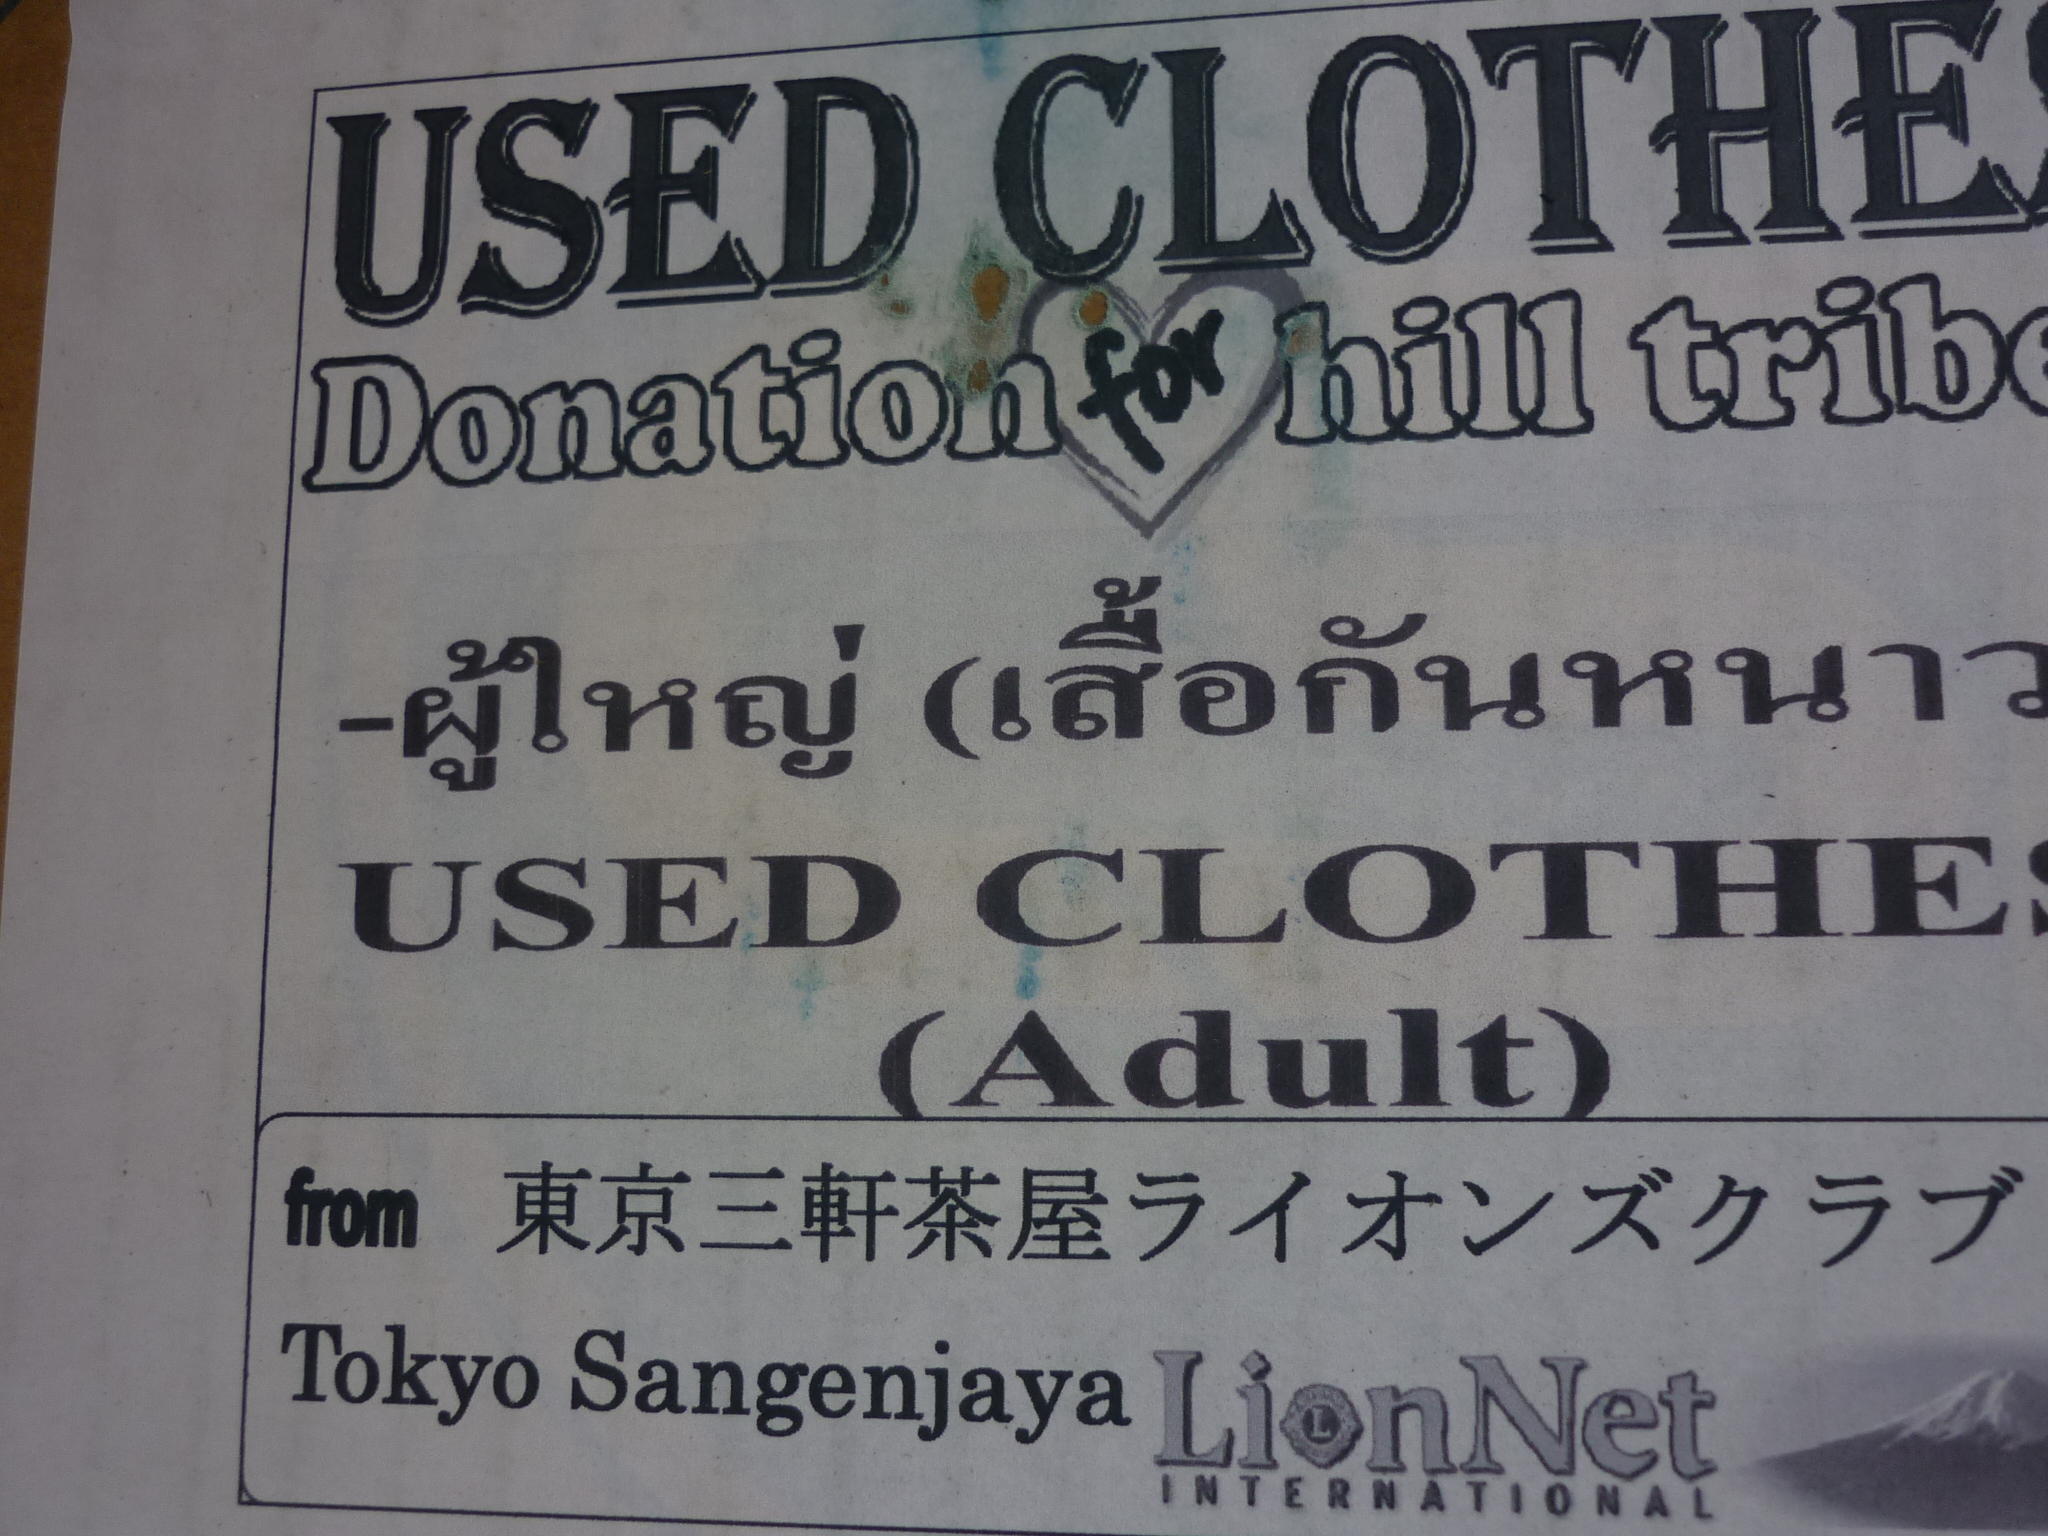 USED CLOTHES
Donation for hill tribe
-ผู้ใหญ่ (เสื้อกันหนาว
USED CLOTHES
(Adult)
from 東京三軒茶屋ライオンズクラブ
Tokyo Sangenjaya LionNet
INTERNATIONAL